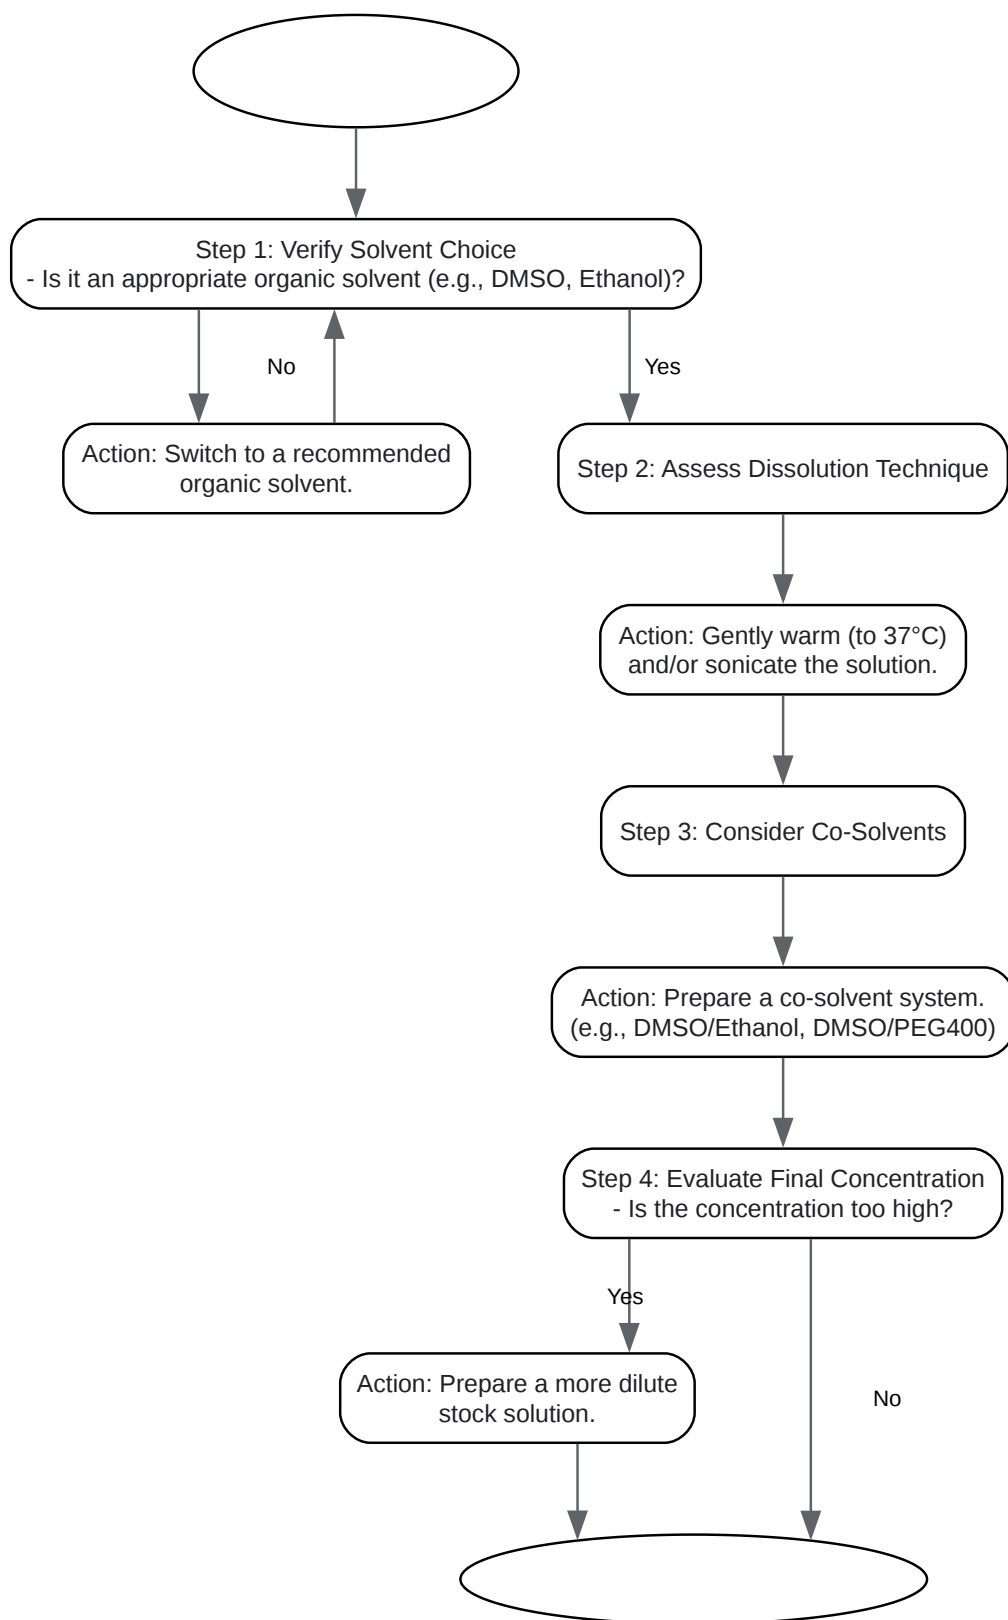 Step 1: Verify Solvent Choice
- Is it an appropriate organic solvent (e.g., DMSO, Ethanol)?
No
Yes
Action: Switch to a recommended
organic solvent.
Step 2: Assess Dissolution Technique
Action: Gently warm (to 37°C)
and/or sonicate the solution.
Step 3: Consider Co-Solvents
Action: Prepare a co-solvent system.
(e.g., DMSO/Ethanol, DMSO/PEG400)
Step 4: Evaluate Final Concentration
- Is the concentration too high?
Yes
Action: Prepare a more dilute
stock solution.
No